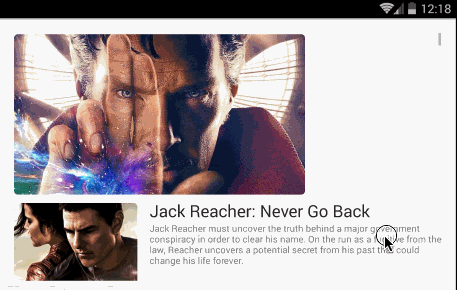 12:18
Jack Reacher: Never Go Back
Jack Reacher must uncover the truth behind a major government
conspiracy in order to clear his name. On the run as a fugitive from the
law, Reacher uncovers a potential secret from his past that could
change his life forever.